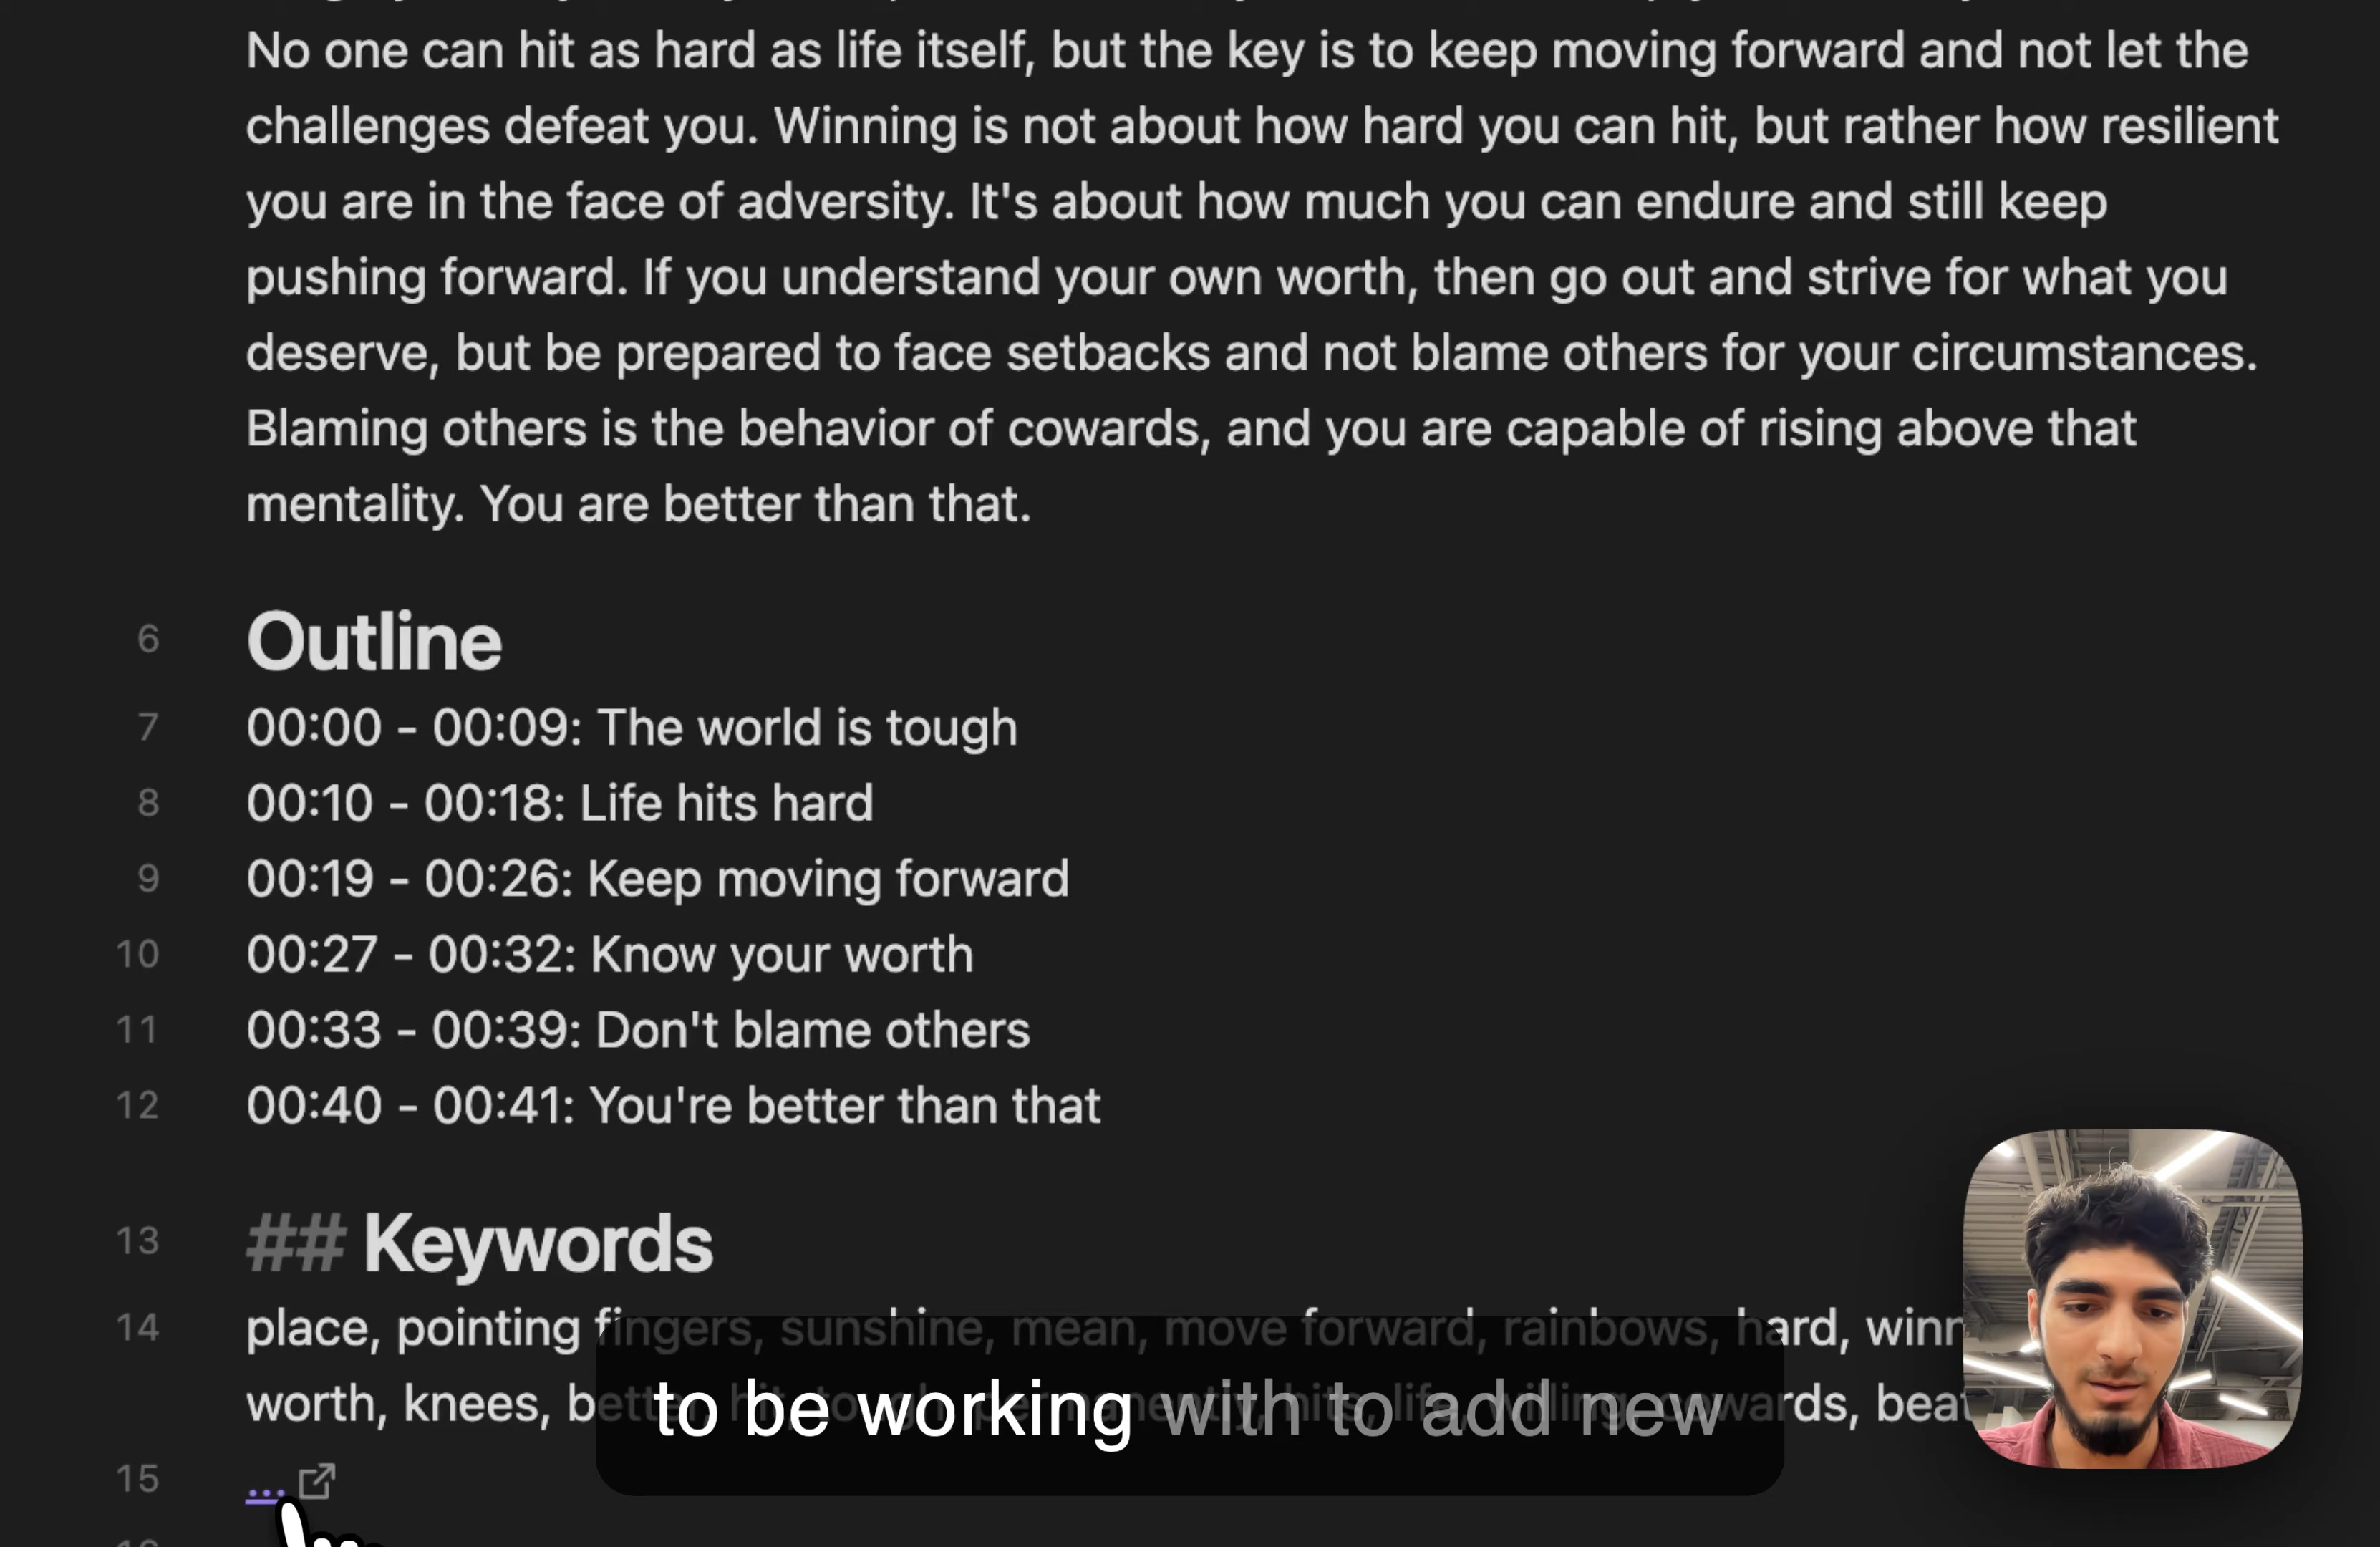 No one can hit as hard as life itself, but the key is to keep moving forward and not let the
challenges defeat you. Winning is not about how hard you can hit, but rather how resilient
you are in the face of adversity. It's about how much you can endure and still keep
pushing forward. If you understand your own worth, then go out and strive for what you
deserve, but be prepared to face setbacks and not blame others for your circumstances.
Blaming others is the behavior of cowards, and you are capable of rising above that
mentality. You are better than that.
6 Outline
7 00:00 - 00:09: The world is tough
8 00:10 - 00:18: Life hits hard
9 00:19 - 00:26: Keep moving forward
10 00:27 - 00:32: Know your worth
11 00:33 - 00:39: Don't blame others
12 00:40 - 00:41: You're better than that
13 ## Keywords
14 place, pointing fingers, sunshine, mean, move forward, rainbows, hard,
worth, knees,
to be working with to add new
15 ...